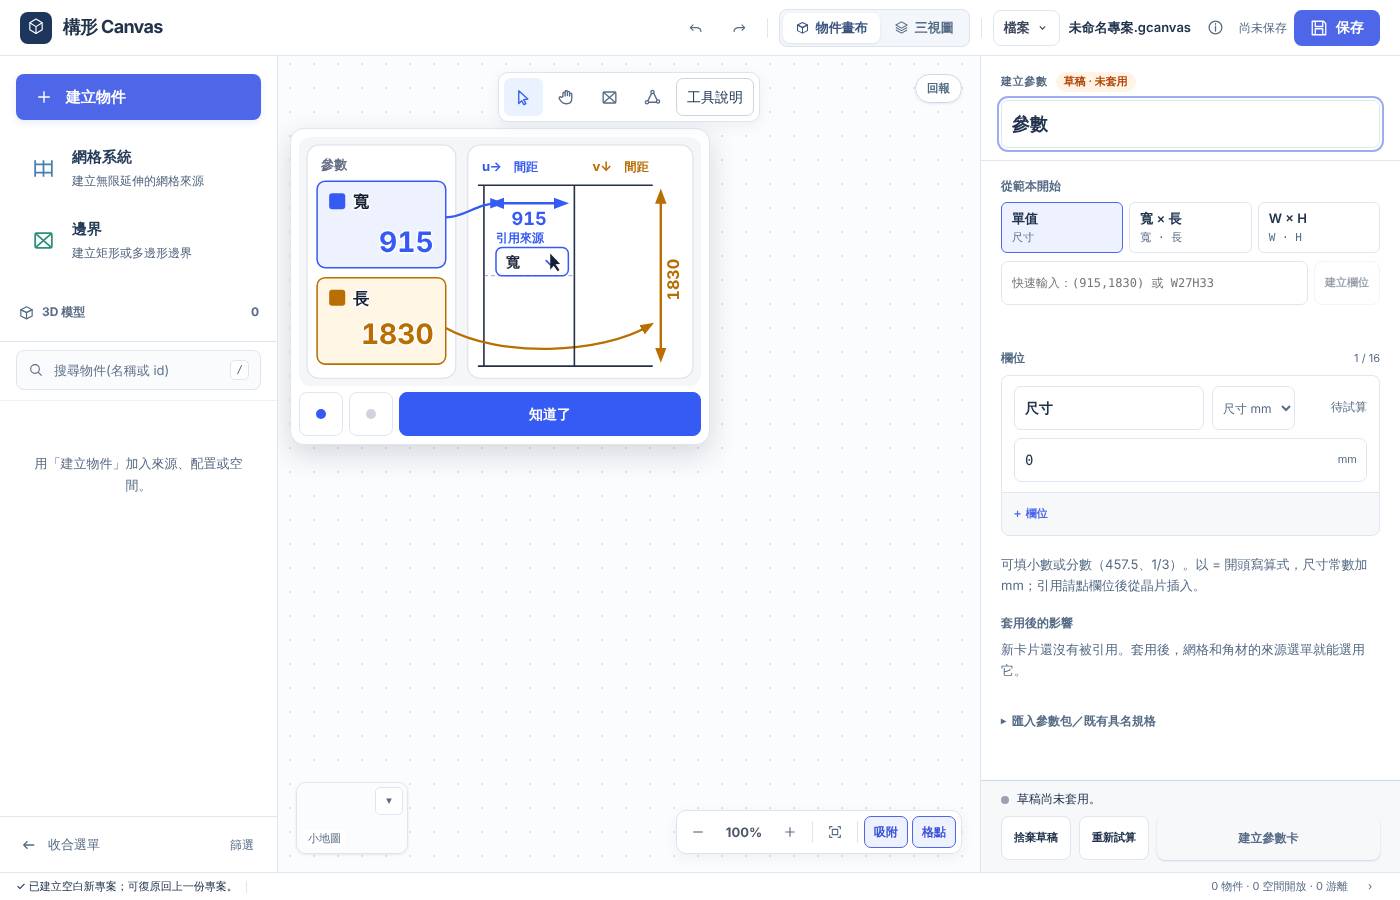 構形 Canvas
物件畫布
三視圖
檔案
未命名專案.gcanvas
尚未保存
保存
建立物件
網格系統
建立無限延伸的網格來源
邊界
建立矩形或多邊形邊界
3D 模型
0
搜尋物件(名稱或 id)
/
用「建立物件」加入來源、配置或空
間。
收合選單
篩選
工具說明
回報
參數
寬
915
長
1830
u→ 間距
v↓ 間距
915
引用來源
寬
1830
知道了
小地圖
100%
吸附
格點
建立參數
草稿 · 未套用
參數
從範本開始
單值
尺寸
寬 × 長
寬 · 長
W × H
W · H
快速輸入：(915,1830) 或 W27H33
建立欄位
欄位
1 / 16
尺寸
尺寸 mm
待試算
0
mm
+ 欄位
可填小數或分數（457.5、1/3）。以 = 開頭寫算式，尺寸常數加
mm；引用請點欄位後從晶片插入。
套用後的影響
新卡片還沒有被引用。套用後，網格和角材的來源選單就能選用
它。
▸ 匯入參數包／既有具名規格
草稿尚未套用。
捨棄草稿
重新試算
建立參數卡
✓ 已建立空白新專案；可復原回上一份專案。
0 物件 · 0 空間開放 · 0 游離